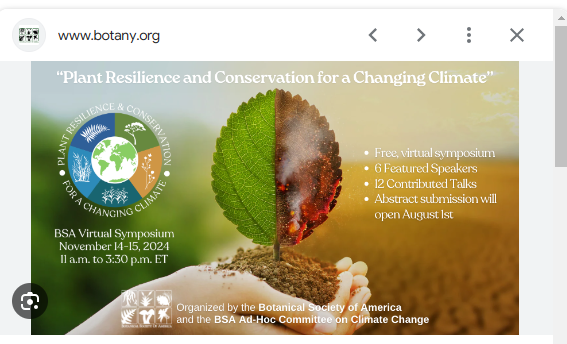 www.botany.org
“Plant Resilience and Conservation for a Changing Climate”
PLANT RESILIENCE & CONSERVATION
FOR A CHANGING CLIMATE
• Free, virtual symposium
• 6 Featured Speakers
• 12 Contributed Talks
• Abstract submission will
open August 1st
BSA Virtual Symposium
November 14-15, 2024
11 a.m. to 3:30 p.m. ET
Organized by the Botanical Society of America
and the BSA Ad-Hoc Committee on Climate Change